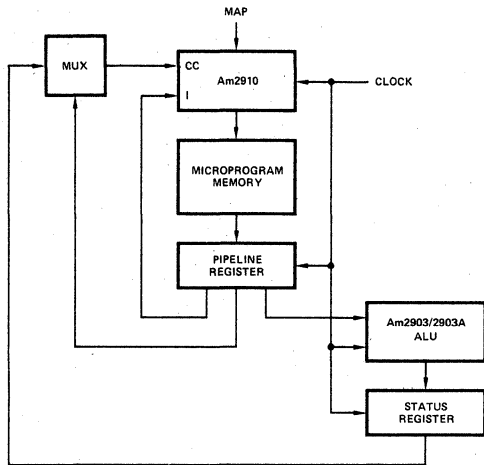 MAP
MUX
CC
Am2910
I
CLOCK
MICROPROGRAM
MEMORY
PIPELINE
REGISTER
Am2903/2903A
ALU
STATUS
REGISTER